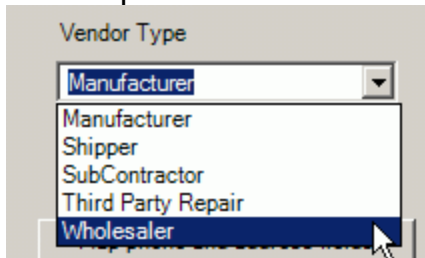 Vendor Type
Manufacturer
Manufacturer
Shipper
SubContractor
Third Party Repair
Wholesaler